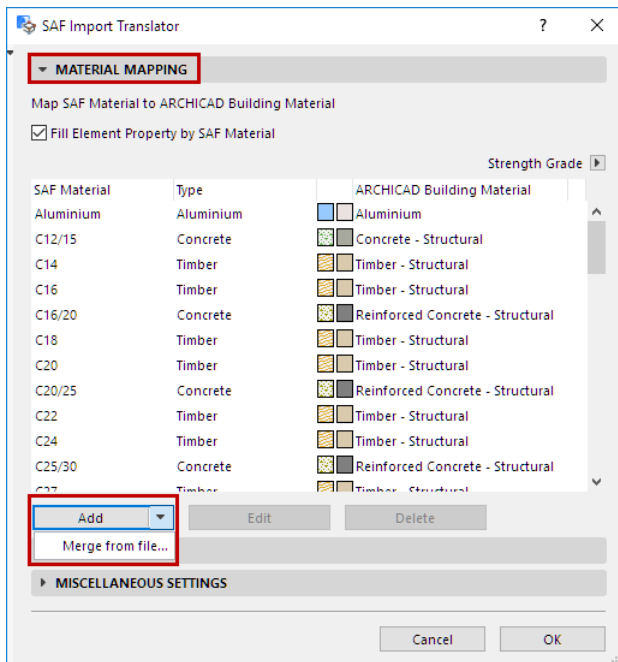 SAF Import Translator ? ×
MATERIAL MAPPING
Map SAF Material to ARCHICAD Building Material
Fill Element Property by SAF Material
Strength Grade
SAF Material Type ARCHICAD Building Material
Aluminium Aluminium Aluminium
C12/15 Concrete Concrete - Structural
C14 Timber Timber - Structural
C16 Timber Timber - Structural
C16/20 Concrete Reinforced Concrete - Structural
C18 Timber Timber - Structural
C20 Timber Timber - Structural
C20/25 Concrete Reinforced Concrete - Structural
C22 Timber Timber - Structural
C24 Timber Timber - Structural
C25/30 Concrete Reinforced Concrete - Structural
C27 Timber Timber - Structural
Add Edit Delete
Merge from file...
MISCELLANEOUS SETTINGS
Cancel OK